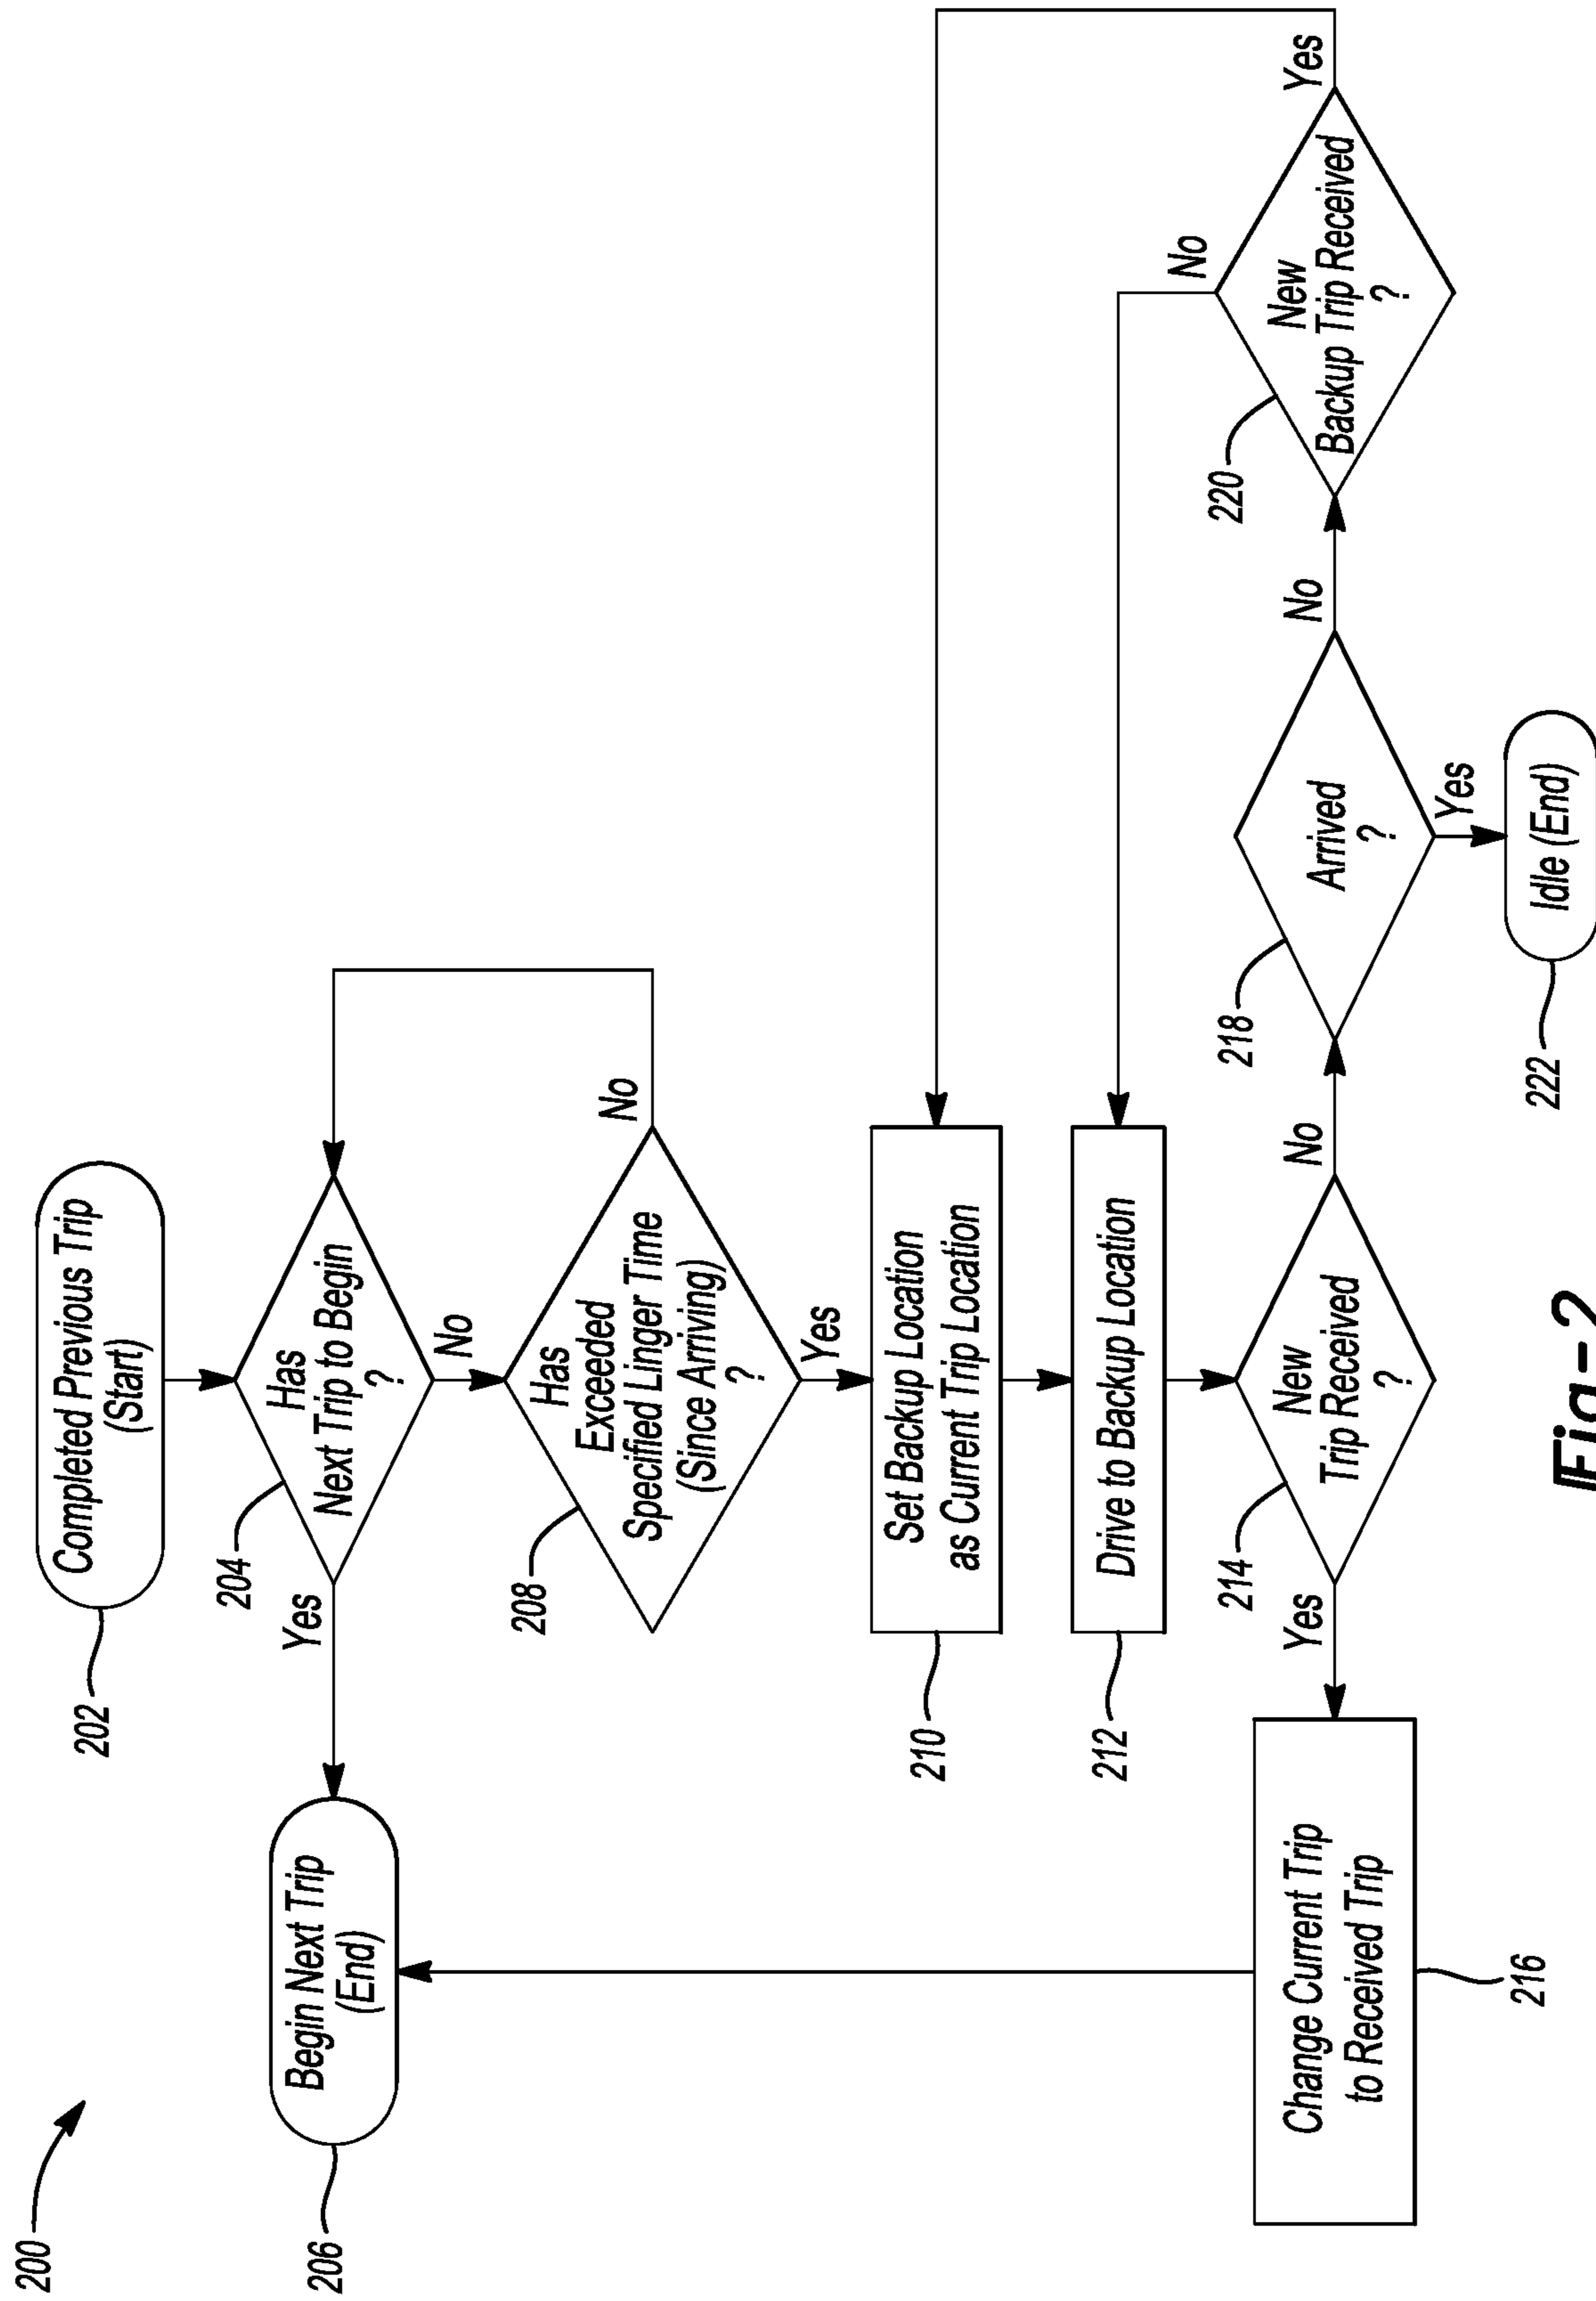 200
202
Completed Previous Trip
(Start)
204
Has
Next Trip to Begin
?
Yes
No
206
Begin Next Trip
(End)
208
Has
Exceeded
Specified Linger Time
(Since Arriving)
?
No
Yes
210
Set Backup Location
as Current Trip Location
212
Drive to Backup Location
214
New
Trip Received
?
Yes
No
216
Change Current Trip
to Received Trip
218
Arrived
?
No
Yes
220
New
Backup Trip Received
?
No
Yes
222
Idle (End)
Fig-2